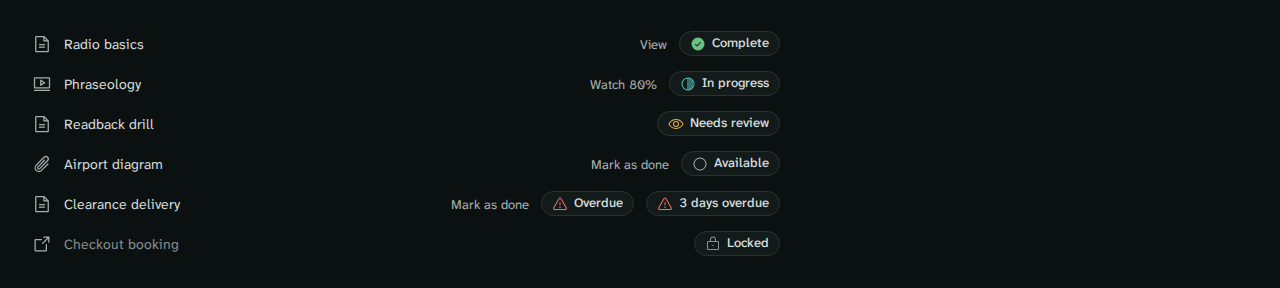 Radio basics View Complete
Phraseology Watch 80% In progress
Readback drill Needs review
Airport diagram Mark as done Available
Clearance delivery Mark as done Overdue 3 days overdue
Checkout booking Locked